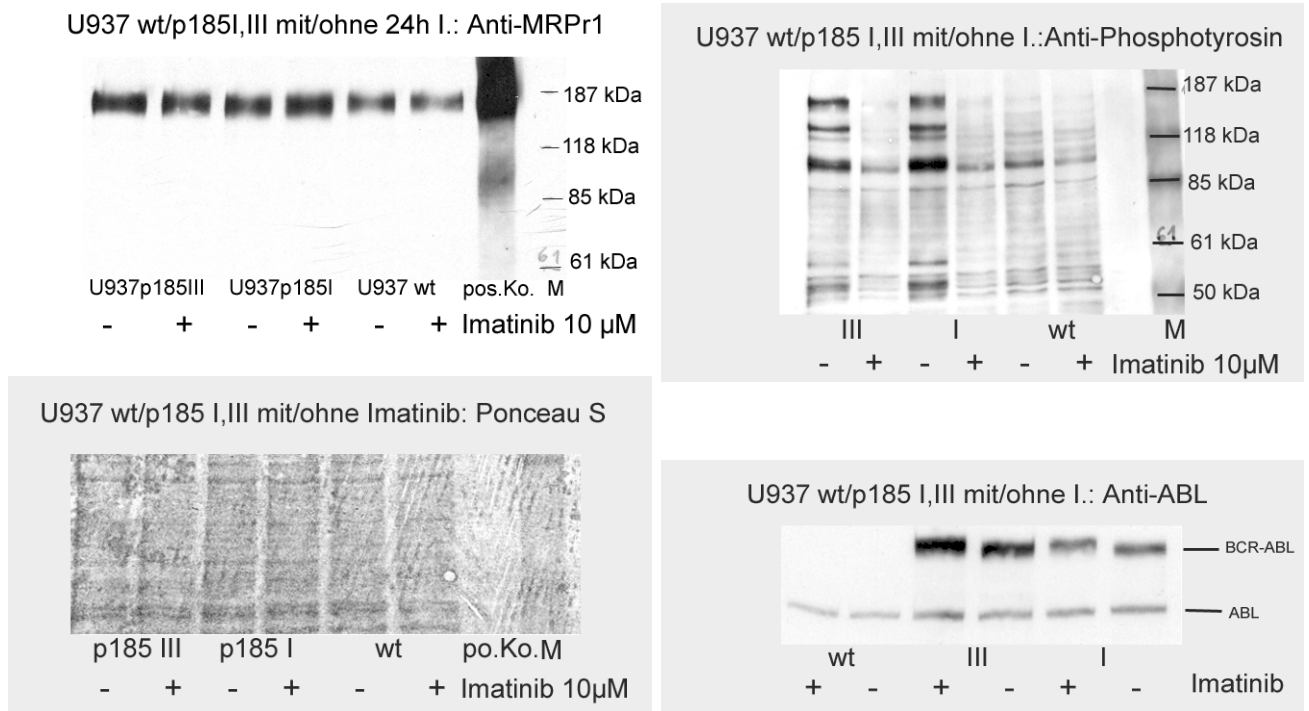 U937 wt/p185I,III mit/ohne 24h I.: Anti-MRPr1
187 kDa
118 kDa
85 kDa
61
61 kDa
U937p185III U937p185I U937 wt pos.Ko. M
- + - + - + Imatinib 10 µM
U937 wt/p185 I,III mit/ohne I.:Anti-Phosphotyrosin
187 kDa
118 kDa
85 kDa
61
61 kDa
50 kDa
III I wt M
- + - + - + Imatinib 10µM
U937 wt/p185 I,III mit/ohne Imatinib: Ponceau S
p185 III p185 I wt po.Ko. M
- + - + - + Imatinib 10µM
U937 wt/p185 I,III mit/ohne I.: Anti-ABL
BCR-ABL
ABL
wt III I
+ - + - + - Imatinib